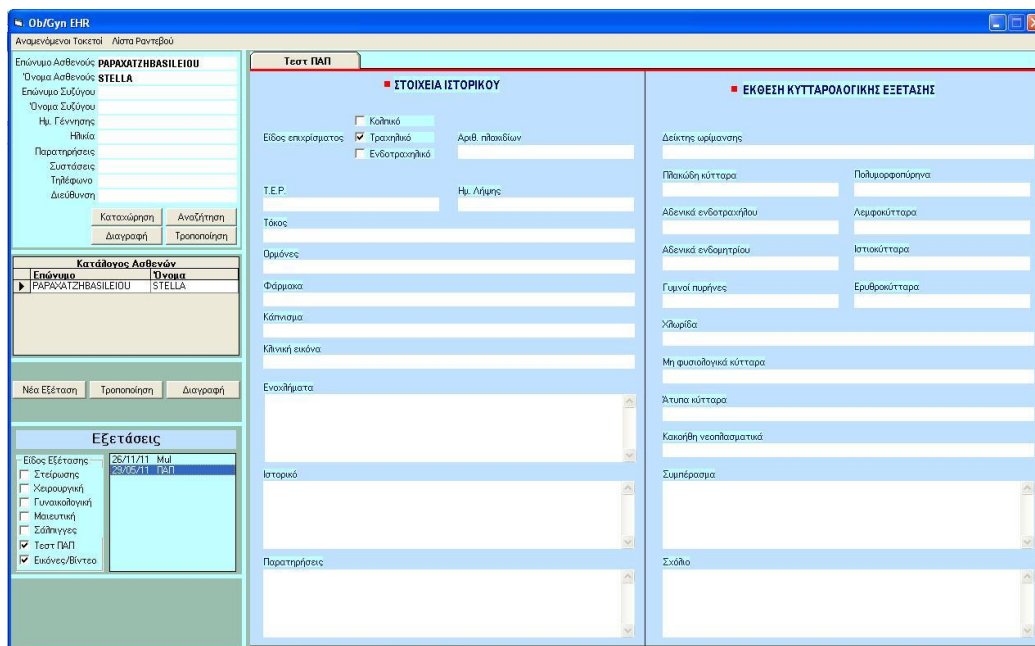 Ob/Gyn EHR
Αναμενόμενοι Τοκετοί Λίστα Ραντεβού
Επώνυμο Ασθενούς PAPAXATZHBASILEIOU
Όνομα Ασθενούς STELLA
Επώνυμο Συζύγου
Όνομα Συζύγου
Ημ. Γέννησης
Ηλικία
Παρατηρήσεις
Συστάσεις
Τηλέφωνο
Διεύθυνση
Καταχώρηση Αναζήτηση
Διαγραφή Τροποποίηση
Κατάλογος Ασθενών
Επώνυμο Όνομα
PAPAXATZHBASILEIOU STELLA
Νέα Εξέταση Τροποποίηση Διαγραφή
Εξετάσεις
Είδος Εξέτασης
Στείρωσης
Χειρουργική
Γυναικολογική
Μαιευτική
Σάλπιγγες
Τεστ ΠΑΠ
Εικόνες/Βίντεο
26/11/11 Mul
29/05/11 ΠΑΠ
Τεστ ΠΑΠ
ΣΤΟΙΧΕΙΑ ΙΣΤΟΡΙΚΟΥ
Είδος επιχρίσματος
Κολπικό
Τραχηλικό
Ενδοτραχηλικό
Αριθ. πλακιδίων
Τ.Ε.Ρ. Ημ. Λήψης
Τόκος
Ορμόνες
Φάρμακα
Κάπνισμα
Κλινική εικόνα
Ενοχλήματα
Ιστορικό
Παρατηρήσεις
ΕΚΘΕΣΗ ΚΥΤΤΑΡΟΛΟΓΙΚΗΣ ΕΞΕΤΑΣΗΣ
Δείκτης ωρίμανσης
Πλακώδη κύτταρα Πολυμορφοπύρηνα
Αδενικά ενδοτραχήλου Λεμφοκύτταρα
Αδενικά ενδομητρίου Ιστιοκύτταρα
Γυμνοί πυρήνες Ερυθροκύτταρα
Χλωρίδα
Μη φυσιολογικά κύτταρα
Άτυπα κύτταρα
Κακοήθη νεοπλασματικά
Συμπέρασμα
Σχόλιο